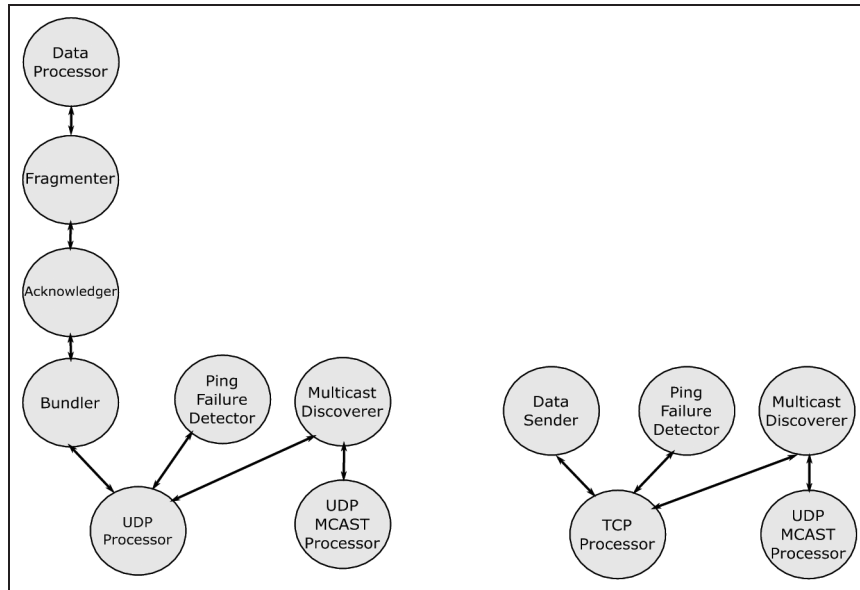 Data
Processor
Fragmenter
Acknowledger
Bundler
Ping
Failure
Detector
Multicast
Discoverer
UDP
Processor
UDP
MCAST
Processor
Data
Sender
Ping
Failure
Detector
Multicast
Discoverer
TCP
Processor
UDP
MCAST
Processor